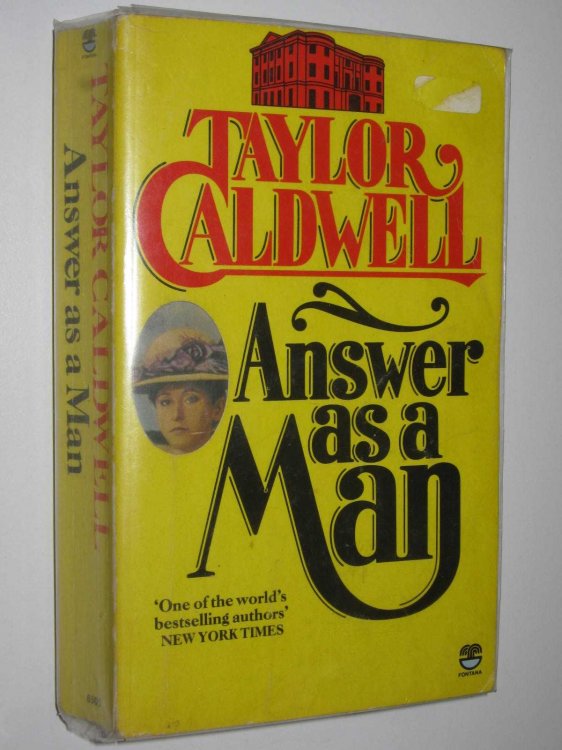 TAYLOR
CALDWELL
Answer
as a
Man
'One of the world's
bestselling authors'
NEW YORK TIMES
FONTANA
FONTANA
TAYLOR CALDWELL
Answer as a Man